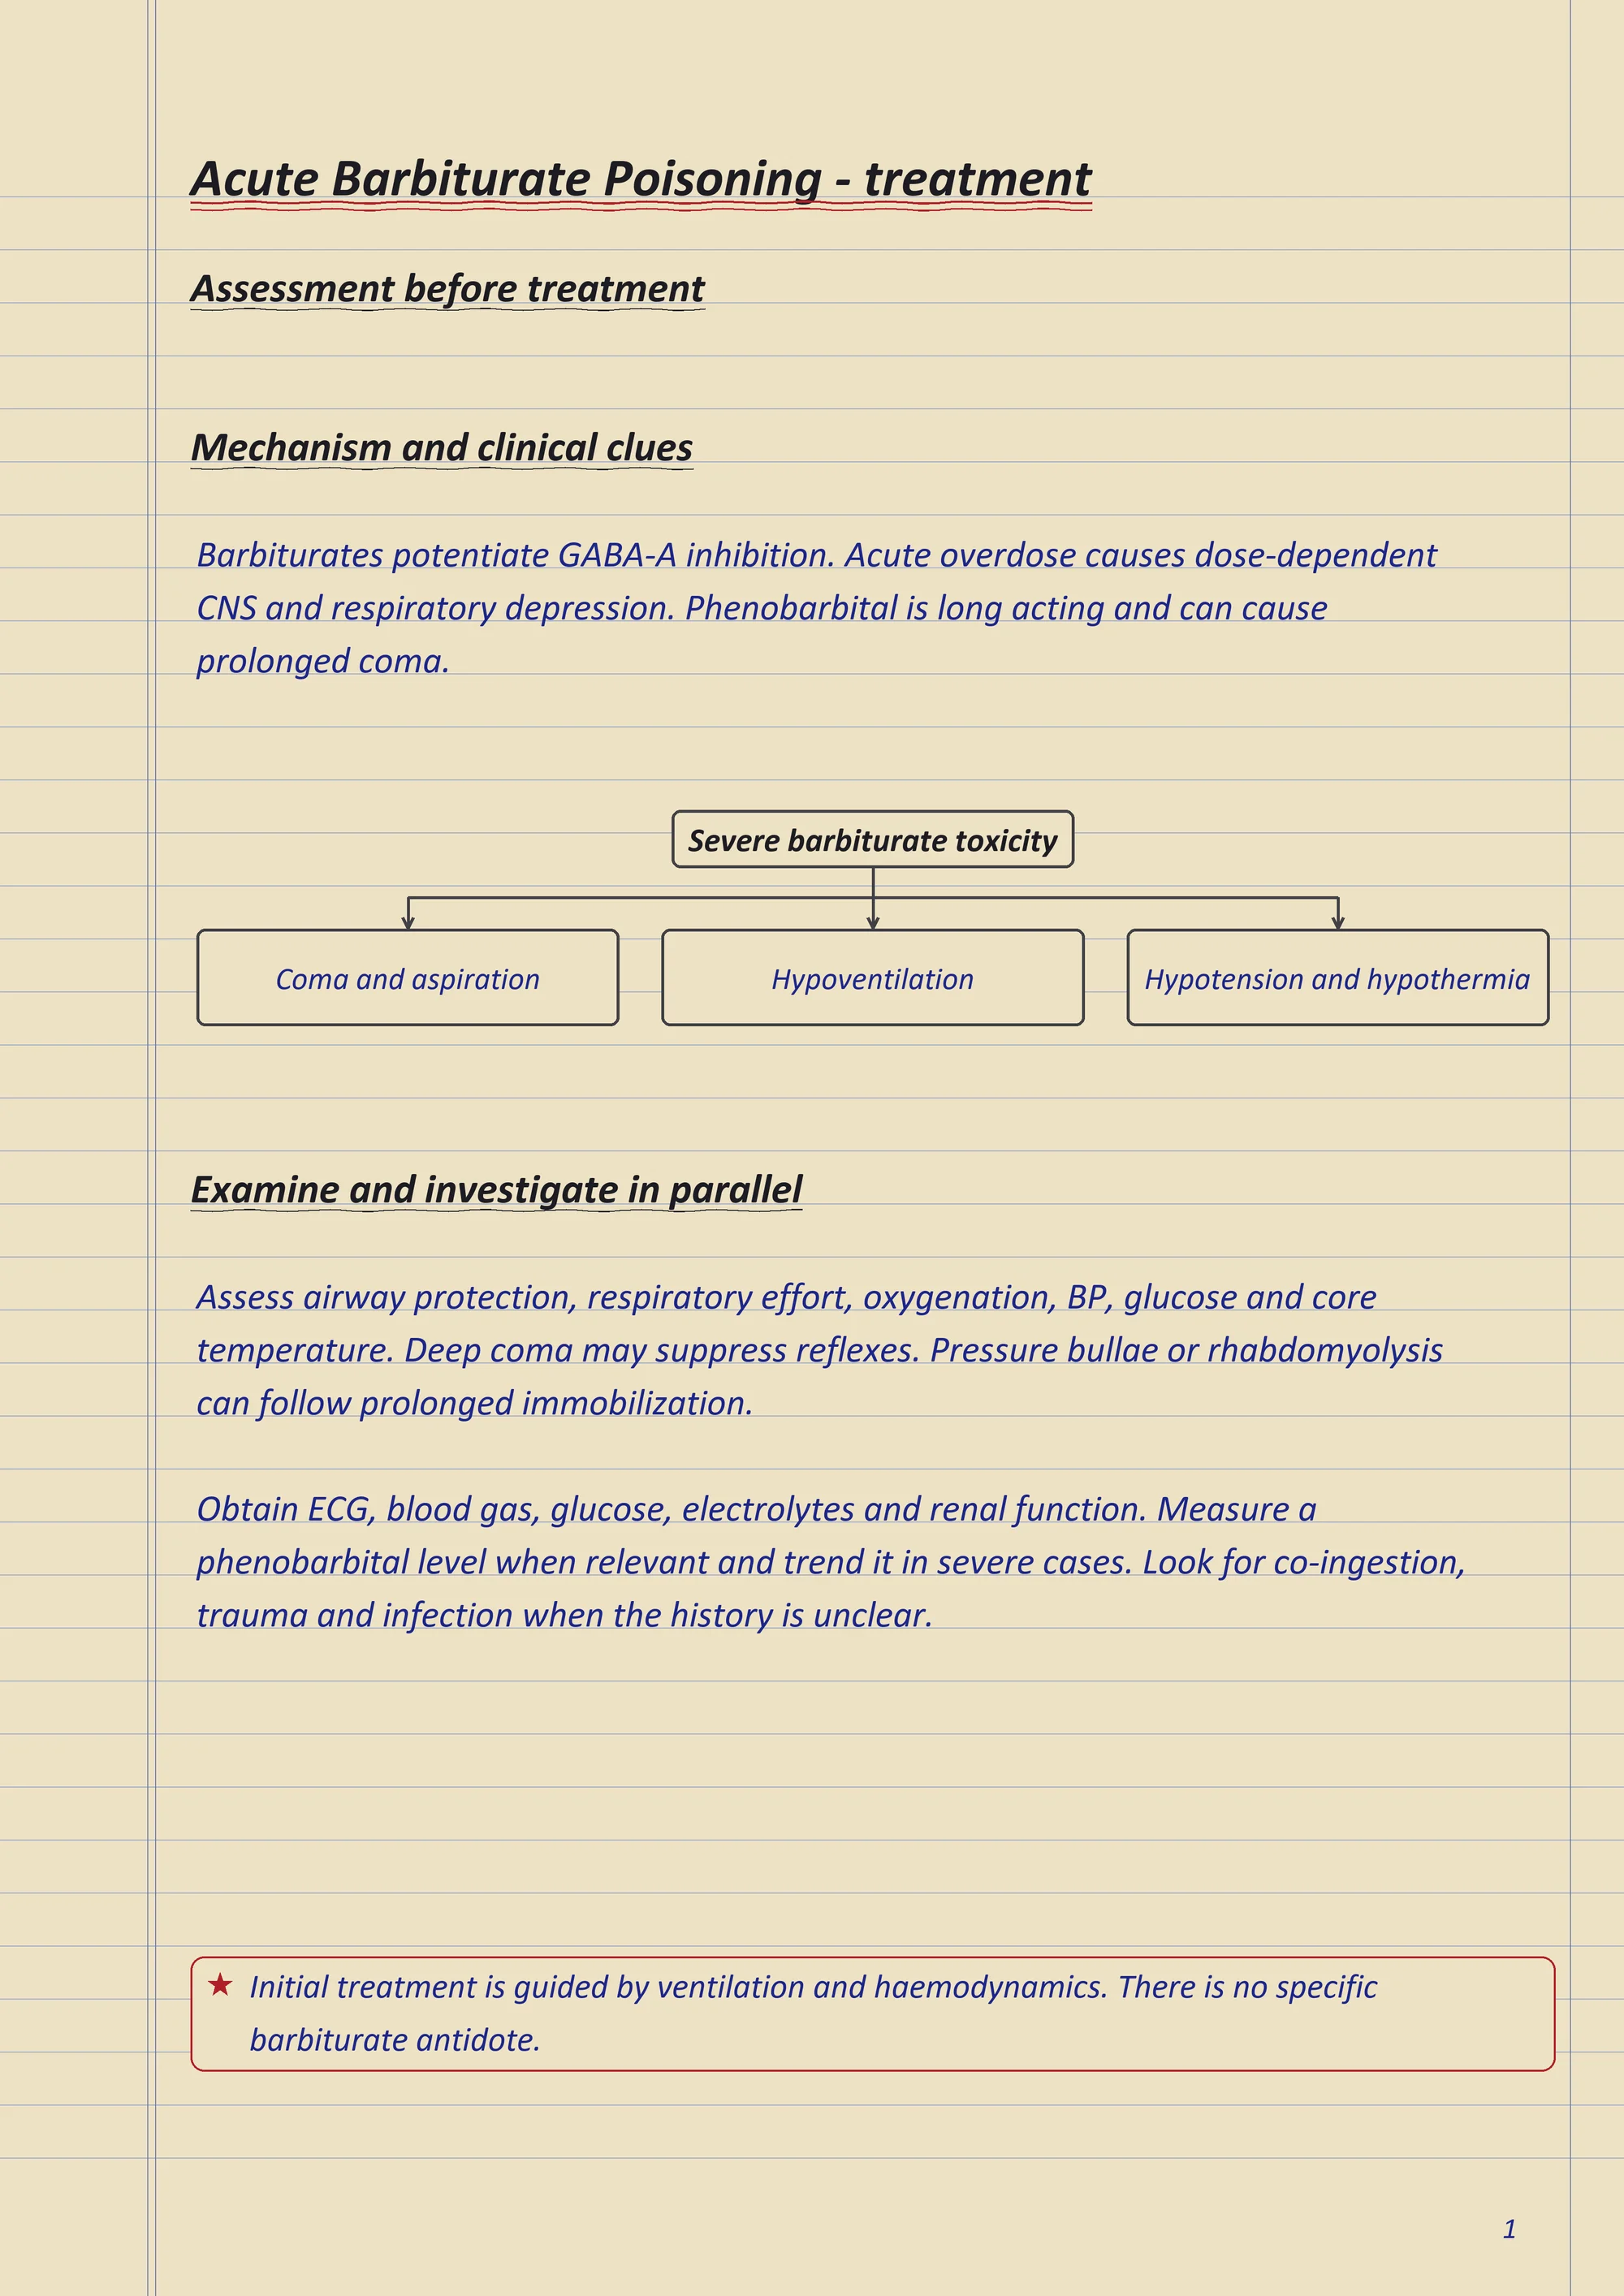 Acute Barbiturate Poisoning - treatment
Assessment before treatment
Mechanism and clinical clues
Barbiturates potentiate GABA-A inhibition. Acute overdose causes dose-dependent
CNS and respiratory depression. Phenobarbital is long acting and can cause
prolonged coma.
Severe barbiturate toxicity
Coma and aspiration
Hypoventilation
Hypotension and hypothermia
Examine and investigate in parallel
Assess airway protection, respiratory effort, oxygenation, BP, glucose and core
temperature. Deep coma may suppress reflexes. Pressure bullae or rhabdomyolysis
can follow prolonged immobilization.
Obtain ECG, blood gas, glucose, electrolytes and renal function. Measure a
phenobarbital level when relevant and trend it in severe cases. Look for co-ingestion,
trauma and infection when the history is unclear.
★ Initial treatment is guided by ventilation and haemodynamics. There is no specific
barbiturate antidote.
1